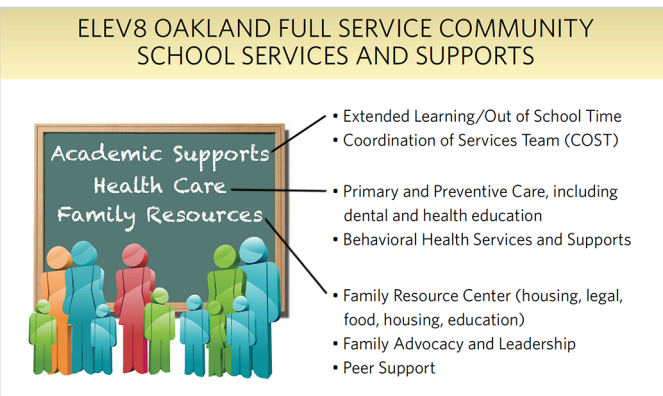 ELEV8 OAKLAND FULL SERVICE COMMUNITY
SCHOOL SERVICES AND SUPPORTS
Academic Supports
Health Care
Family Resources
• Extended Learning/Out of School Time
• Coordination of Services Team (COST)
• Primary and Preventive Care, including
dental and health education
• Behavioral Health Services and Supports
• Family Resource Center (housing, legal,
food, housing, education)
• Family Advocacy and Leadership
• Peer Support